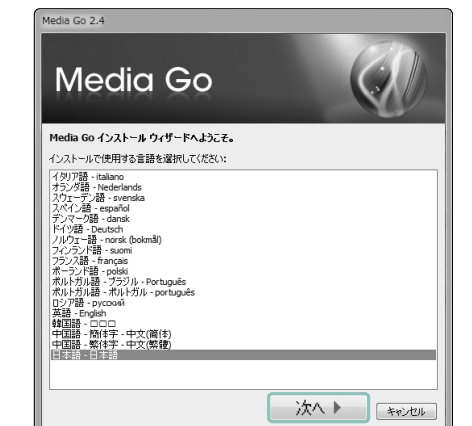 Media Go 2.4
Media Go
Media Go インストール ウィザードへようこそ。
インストールで使用する言語を選択してください:
イタリア語 - italiano
オランダ語 - Nederlands
スウェーデン語 - svenska
スペイン語 - español
デンマーク語 - dansk
ドイツ語 - Deutsch
ノルウェー語 - norsk (bokmål)
フィンランド語 - suomi
フランス語 - français
ポーランド語 - polski
ポルトガル語 - ブラジル - Português
ポルトガル語 - ポルトガル - português
ロシア語 - русский
英語 - English
韓国語 - □□□
中国語 - 簡体字 - 中文(简体)
中国語 - 繁体字 - 中文(繁體)
日本語 - 日本語
次へ
キャンセル